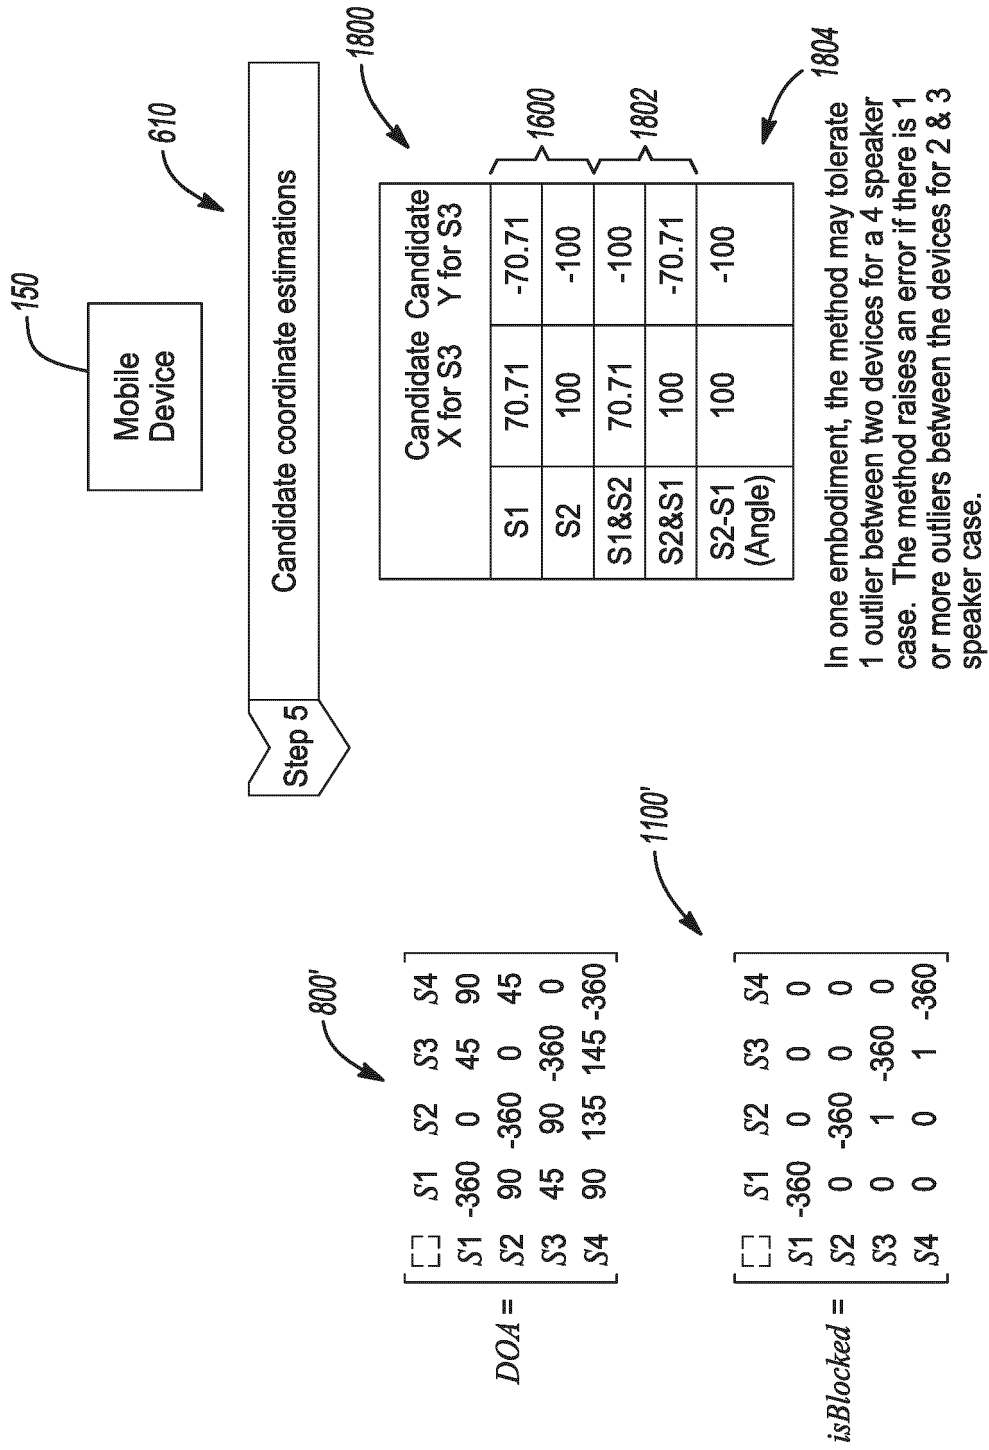 150
Mobile
Device
610
Step 5
Candidate coordinate estimations
1800
Candidate X for S3 Candidate Y for S3
S1 70.71 -70.71
S2 100 -100
S1&S2 70.71 -100
S2&S1 100 -70.71
S2-S1 (Angle) 100 -100
1600
1802
1804
In one embodiment, the method may tolerate
1 outlier between two devices for a 4 speaker
case. The method raises an error if there is 1
or more outliers between the devices for 2 & 3
speaker case.
800'
DOA =
S1 S2 S3 S4
S1 -360 0 45 90
S2 90 -360 0 45
S3 45 90 -360 0
S4 90 135 145 -360
1100'
isBlocked =
S1 S2 S3 S4
S1 -360 0 0 0
S2 0 -360 0 0
S3 0 1 -360 0
S4 0 0 1 -360